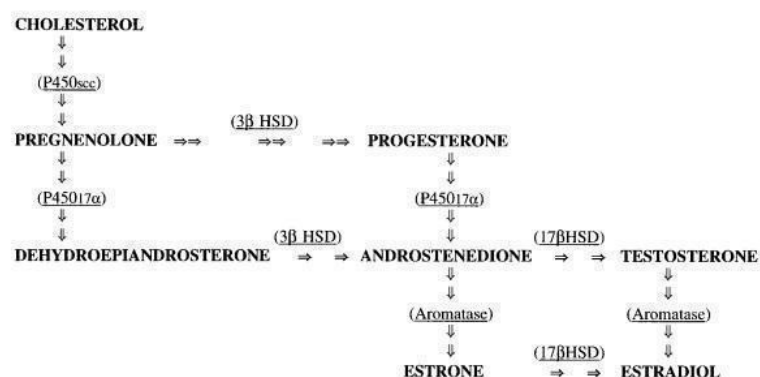 CHOLESTEROL
⇓
⇓
(P450scc)
⇓
⇓ (3β HSD)
PREGNENOLONE ⇒⇒ ⇒⇒ ⇒⇒ PROGESTERONE
⇓ ⇓
⇓ ⇓
(P45017α) (P45017α)
⇓ ⇓
⇓ (3β HSD) ⇓ (17βHSD)
DEHYDROEPIANDROSTERONE ⇒ ⇒ ANDROSTENEDIONE ⇒ ⇒ TESTOSTERONE
⇓ ⇓
⇓ ⇓
(Aromatase) (Aromatase)
⇓ ⇓
⇓ (17βHSD) ⇓
ESTRONE ⇒ ⇒ ESTRADIOL